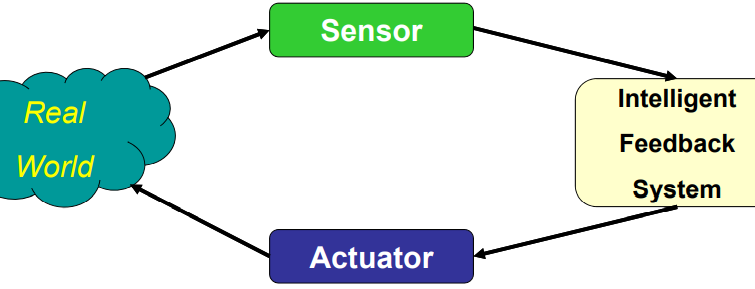 Sensor
Real
World
Intelligent
Feedback
System
Actuator